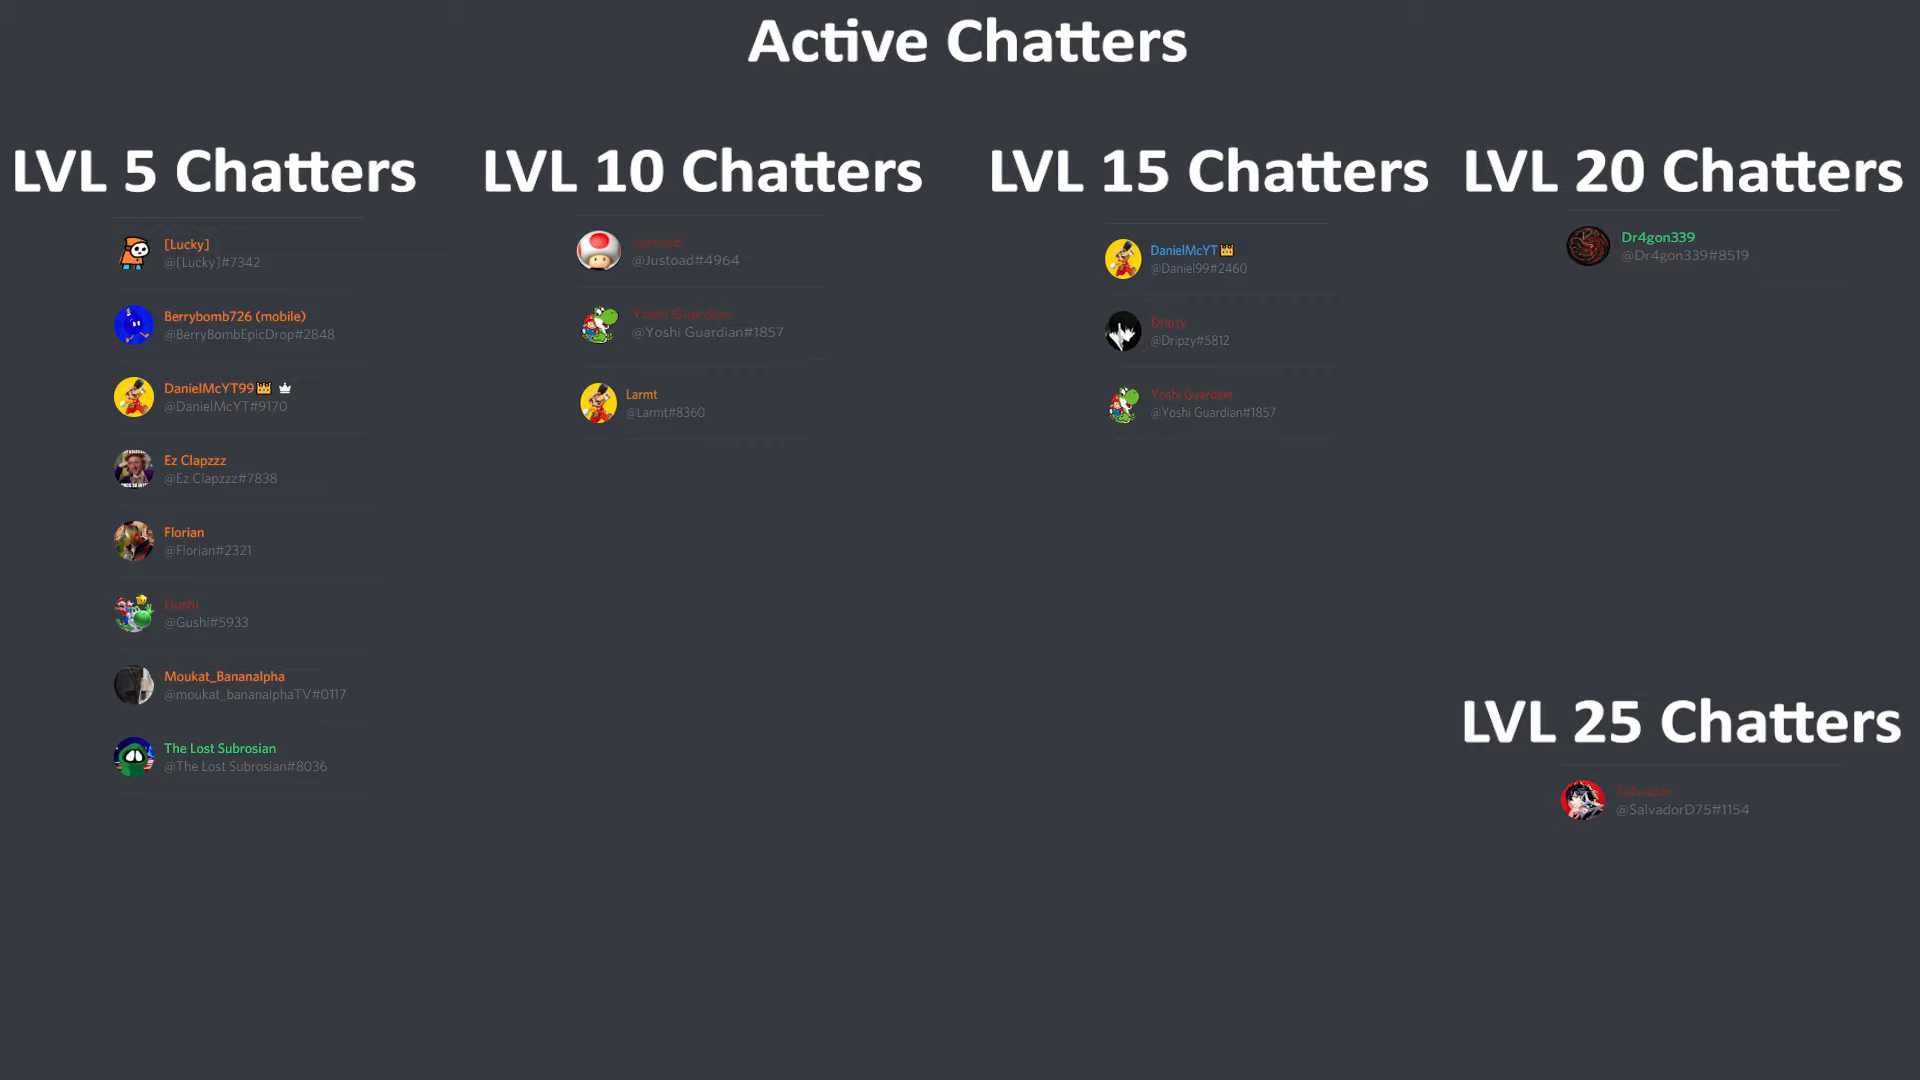 Active Chatters
LVL 5 Chatters
[Lucky]
@[Lucky]#7342
Berrybomb726 (mobile)
@BerryBombEpicDrop#2848
DanielMcYT99
@DanielMcYT#9170
Ez Clapzzz
@Ez Clapzzz#7838
Florian
@Florian#2321
Gushi
@Gushi#5933
Moukat_Bananalpha
@moukat_bananalphaTV#0117
The Lost Subrosian
@The Lost Subrosian#8036
LVL 10 Chatters
Justoad
@Justoad#4964
Yoshi Guardian
@Yoshi Guardian#1857
Larmt
@Larmt#8360
LVL 15 Chatters
DanielMcYT
@Daniel99#2460
Dripzy
@Dripzy#5812
Yoshi Guardian
@Yoshi Guardian#1857
LVL 20 Chatters
Dr4gon339
@Dr4gon339#8519
LVL 25 Chatters
Salvador
@SalvadorD75#1154